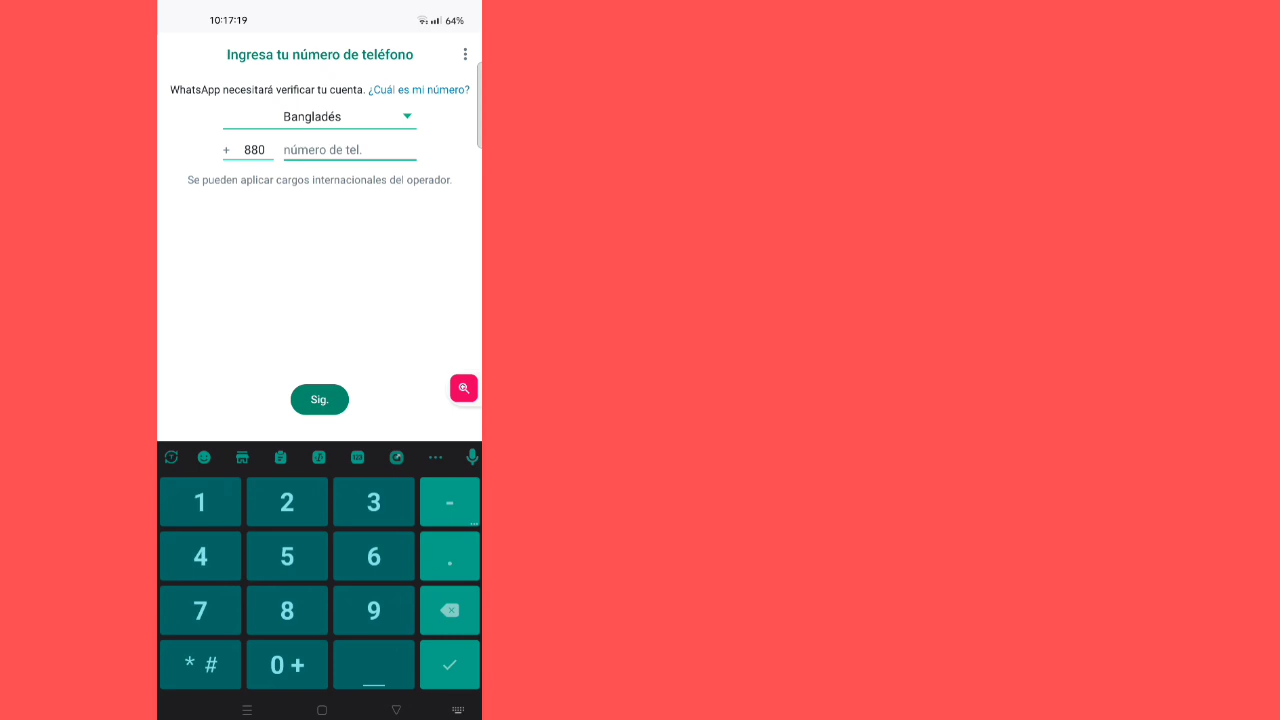 10:17:19
64%
Ingresa tu número de teléfono
WhatsApp necesitará verificar tu cuenta. ¿Cuál es mi número?
Bangladés
+ 880 número de tel.
Se pueden aplicar cargos internacionales del operador.
Sig.
1 2 3 -
4 5 6 .
7 8 9
* # 0 +